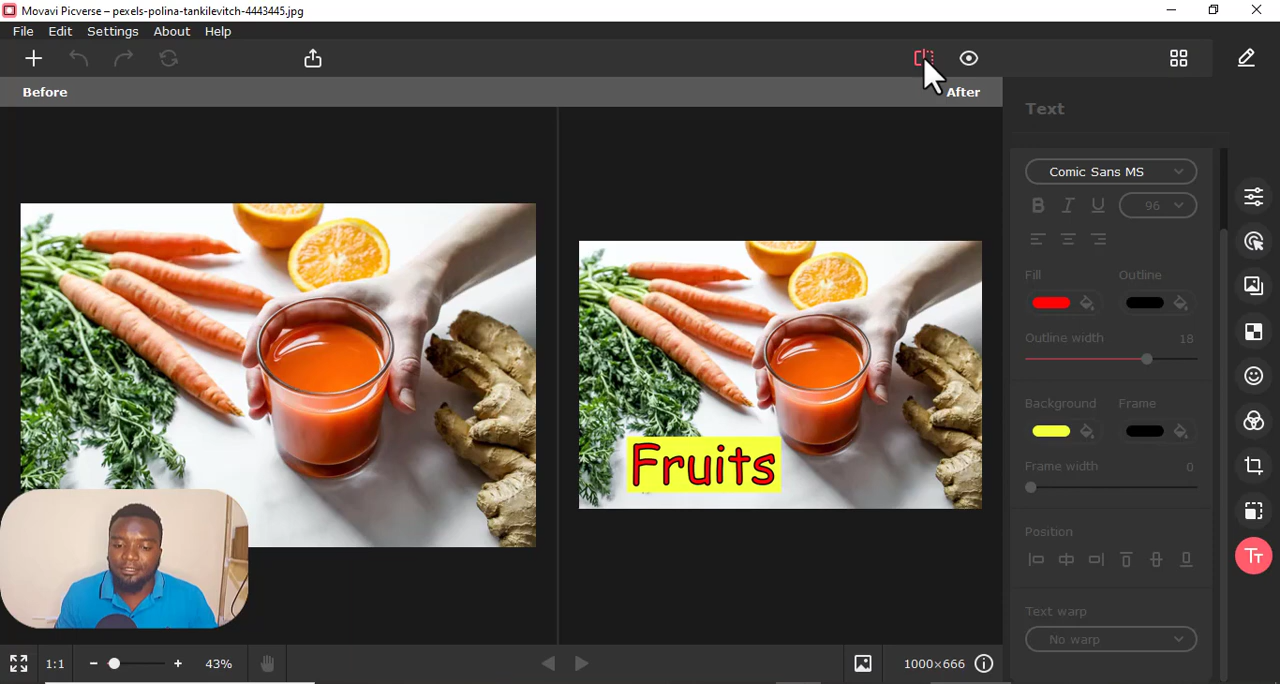 Movavi Picverse – pexels-polina-tankilevitch-4443445.jpg
File Edit Settings About Help
Before After
Text
Comic Sans MS
B I U 96
Fill Outline
Outline width 18
Background Frame
Frame width 0
Fruits
Position
Text warp
No warp
1:1 43% 1000×666
Tт